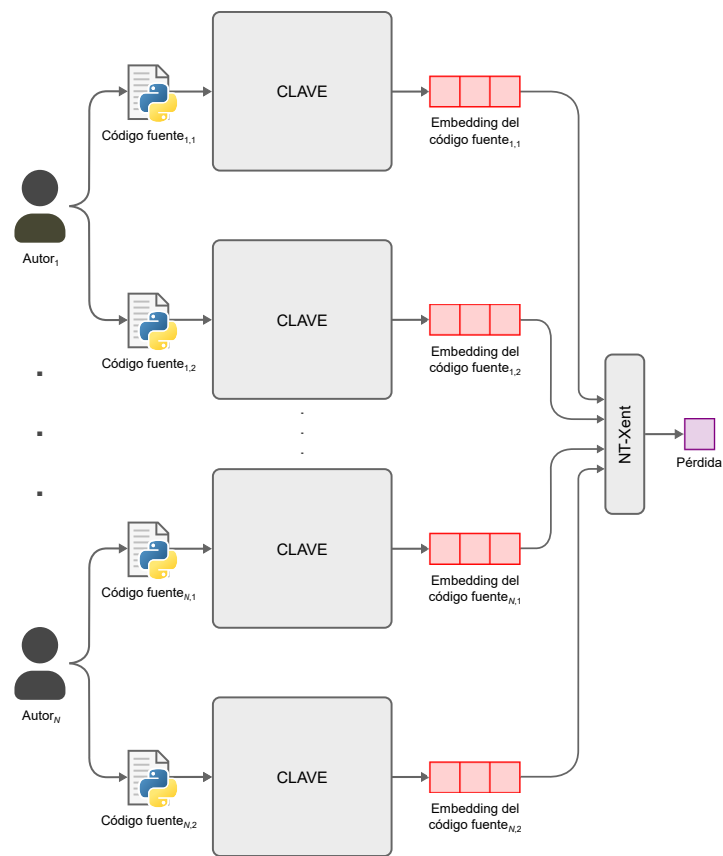 CLAVE
Código fuente1,1
Embedding del
código fuente1,1
Autor1
CLAVE
Código fuente1,2
Embedding del
código fuente1,2
NT-Xent
Pérdida
CLAVE
Código fuenteN,1
Embedding del
código fuenteN,1
AutorN
CLAVE
Código fuenteN,2
Embedding del
código fuenteN,2